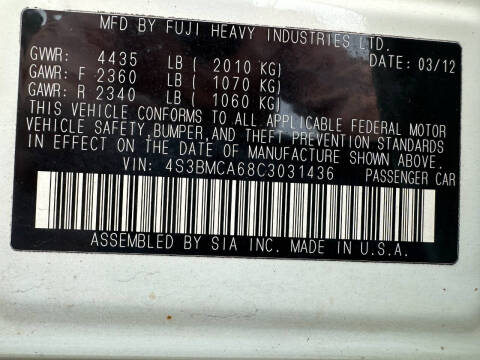 MFD BY FUJI HEAVY INDUSTRIES LTD.
GVWR: 4435 LB ( 2010 KG) DATE: 03/12
GAWR: F 2360 LB ( 1070 KG)
GAWR: R 2340 LB ( 1060 KG)
THIS VEHICLE CONFORMS TO ALL APPLICABLE FEDERAL MOTOR
VEHICLE SAFETY, BUMPER, AND THEFT PREVENTION STANDARDS
IN EFFECT ON THE DATE OF MANUFACTURE SHOWN ABOVE.
VIN: 4S3BMCA68C3031436 PASSENGER CAR
ASSEMBLED BY SIA INC. MADE IN U.S.A.